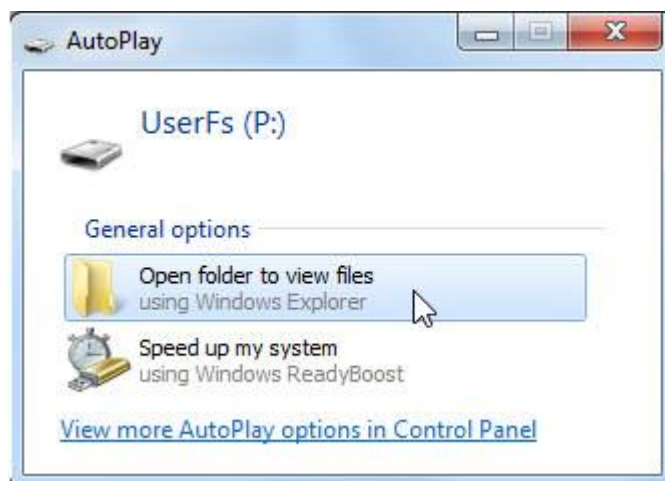 AutoPlay
UserFs (P:)
General options
Open folder to view files
using Windows Explorer
Speed up my system
using Windows ReadyBoost
View more AutoPlay options in Control Panel